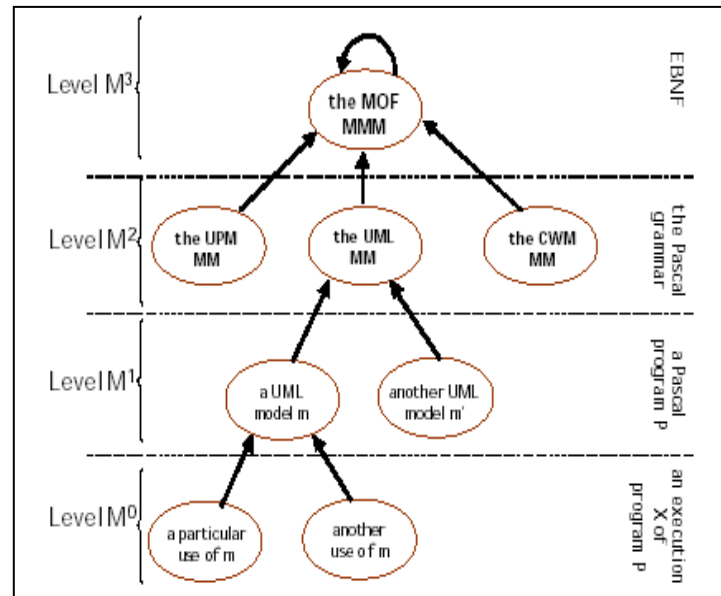 Level M³
the MOF
MMM
EBNF
Level M²
the UPM
MM
the UML
MM
the CWM
MM
the Pascal
grammar
Level M¹
a UML
model m
another UML
model m'
a Pascal
program P
Level M⁰
a particular
use of m
another
use of m
an execution
X of
program P